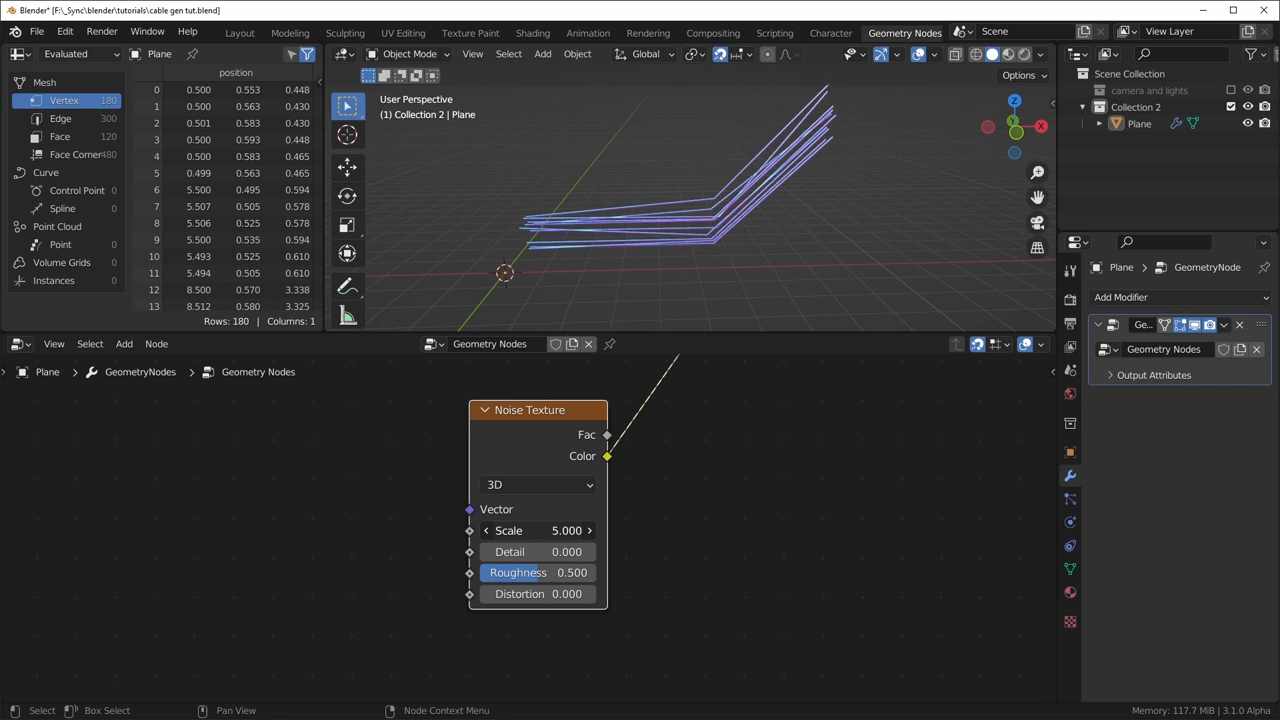 Blender* [F:\_Sync\blender\tutorials\cable gen tut.blend]
File Edit Render Window Help Layout Modeling Sculpting UV Editing Texture Paint Shading Animation Rendering Compositing Scripting Character Geometry Nodes Scene View Layer
Evaluated Plane
Object Mode View Select Add Object Global
Options
Mesh
Vertex 180
Edge 300
Face 120
Face Corner 480
Curve
Control Point 0
Spline 0
Point Cloud
Point 0
Volume Grids 0
Instances 0
position
0 0.500 0.553 0.448
1 0.500 0.563 0.430
2 0.501 0.583 0.430
3 0.500 0.593 0.448
4 0.500 0.583 0.465
5 0.499 0.563 0.465
6 5.500 0.495 0.594
7 5.507 0.505 0.578
8 5.506 0.525 0.578
9 5.500 0.535 0.594
10 5.493 0.525 0.610
11 5.494 0.505 0.610
12 8.500 0.570 3.338
13 8.512 0.580 3.325
Rows: 180 | Columns: 1
User Perspective
(1) Collection 2 | Plane
Z
Y
X
Scene Collection
camera and lights
Collection 2
Plane
Plane GeometryNode
Add Modifier
Ge..
Geometry Nodes
Output Attributes
View Select Add Node Geometry Nodes
Plane GeometryNodes Geometry Nodes
Noise Texture
Fac
Color
3D
Vector
Scale 5.000
Detail 0.000
Roughness 0.500
Distortion 0.000
Select Box Select Pan View Node Context Menu Memory: 117.7 MiB | 3.1.0 Alpha